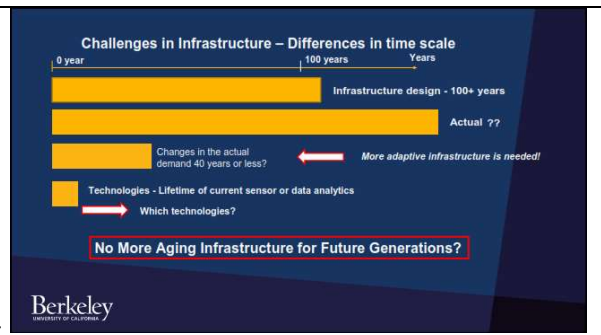 Challenges in Infrastructure – Differences in time scale
0 year
100 years
Years
Infrastructure design - 100+ years
Actual ??
Changes in the actual
demand 40 years or less?
More adaptive infrastructure is needed!
Technologies - Lifetime of current sensor or data analytics
Which technologies?
No More Aging Infrastructure for Future Generations?
Berkeley
UNIVERSITY OF CALIFORNIA